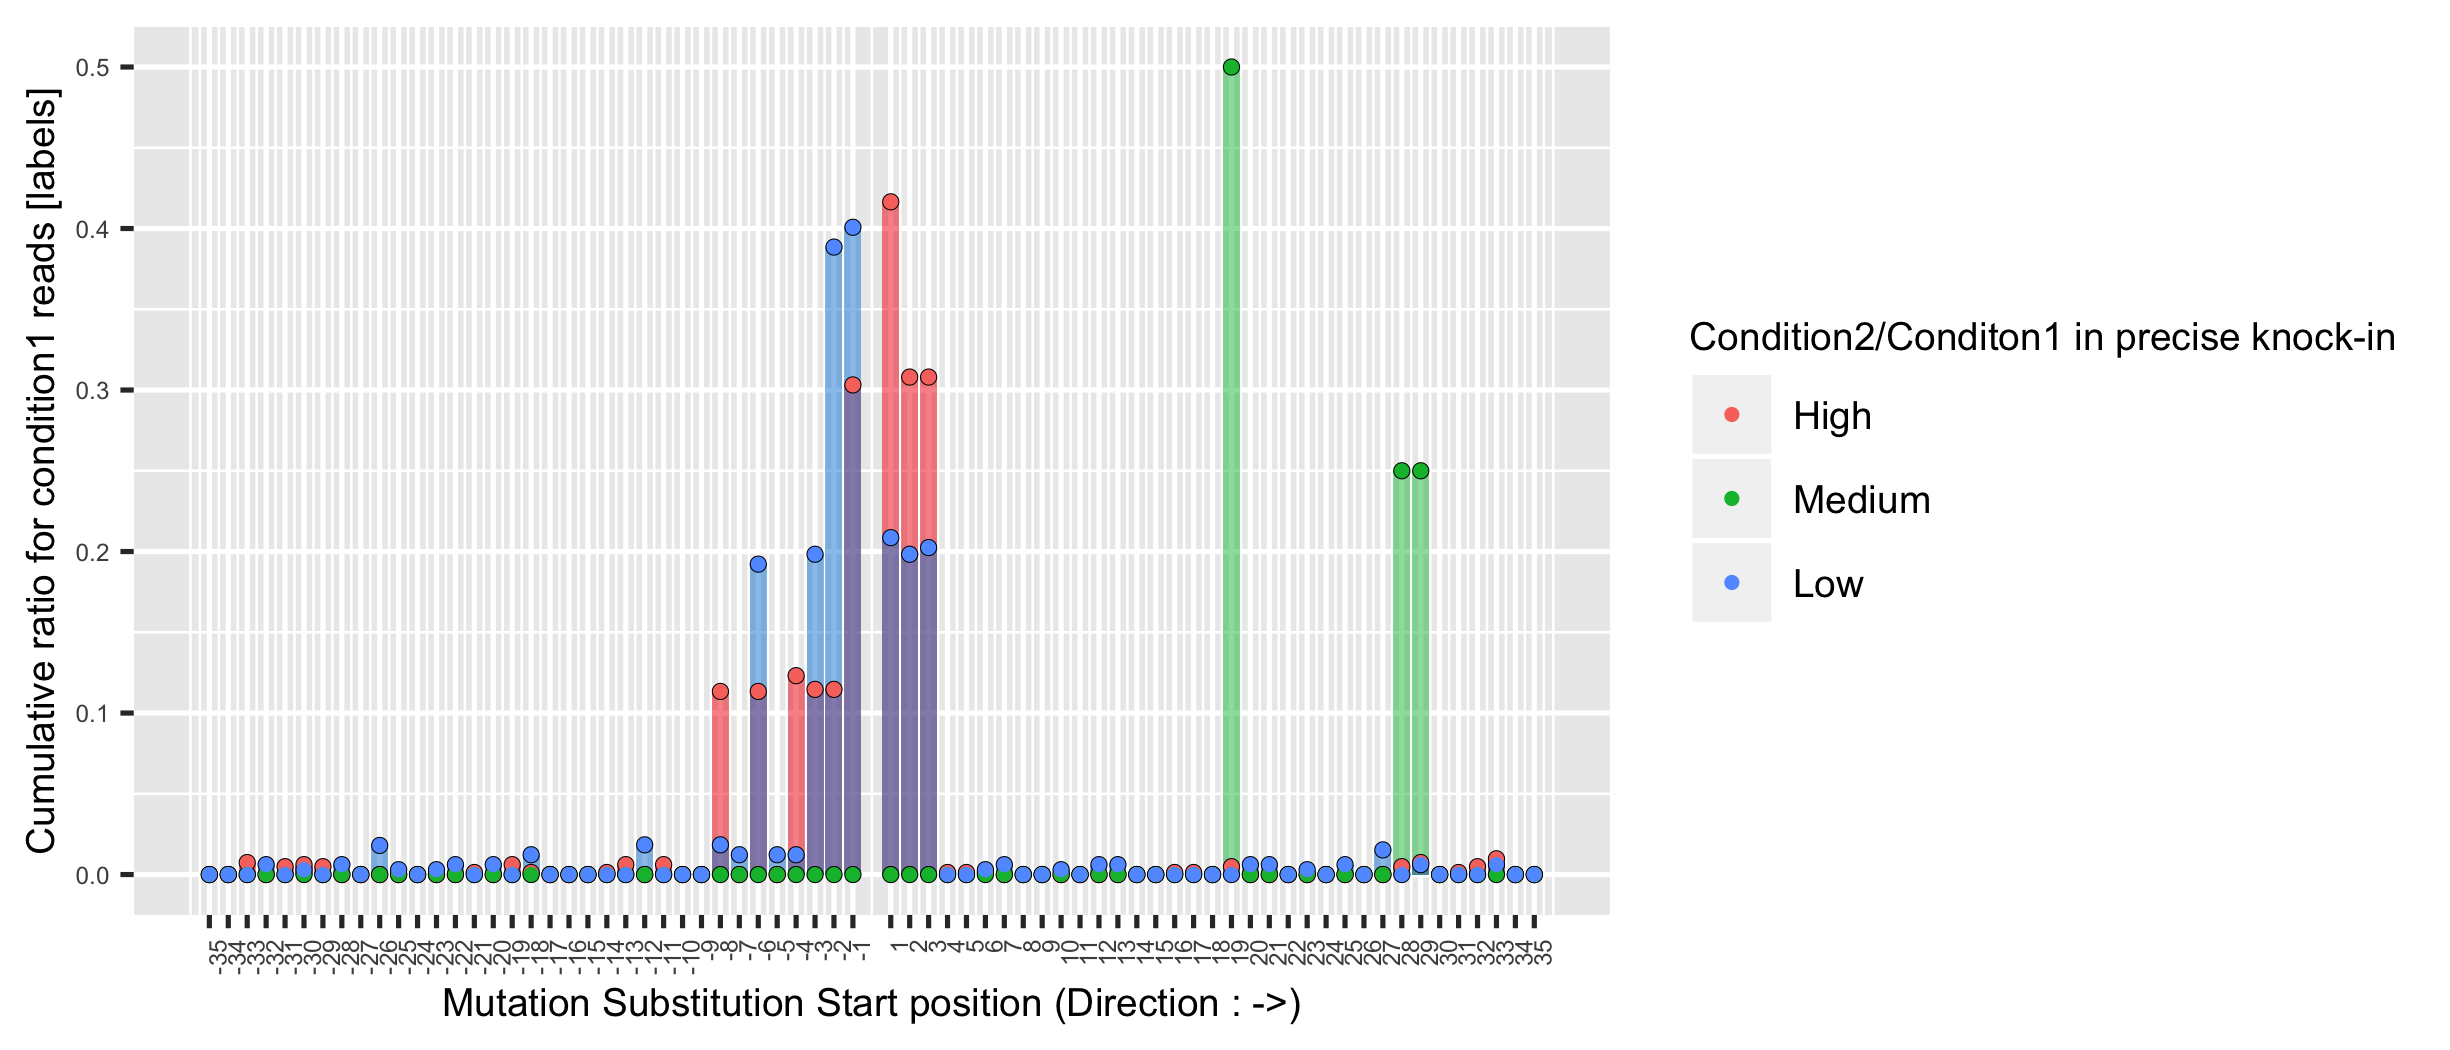 Cumulative ratio for condition1 reads [labels]
0.5
0.4
0.3
0.2
0.1
0.0
-35 -34 -33 -32 -31 -30 -29 -28 -27 -26 -25 -24 -23 -22 -21 -20 -19 -18 -17 -16 -15 -14 -13 -12 -11 -10 -9 -8 -7 -6 -5 -4 -3 -2 -1 1 2 3 4 5 6 7 8 9 10 11 12 13 14 15 16 17 18 19 20 21 22 23 24 25 26 27 28 29 30 31 32 33 34 35
Mutation Substitution Start position (Direction : ->)
Condition2/Conditon1 in precise knock-in
High
Medium
Low